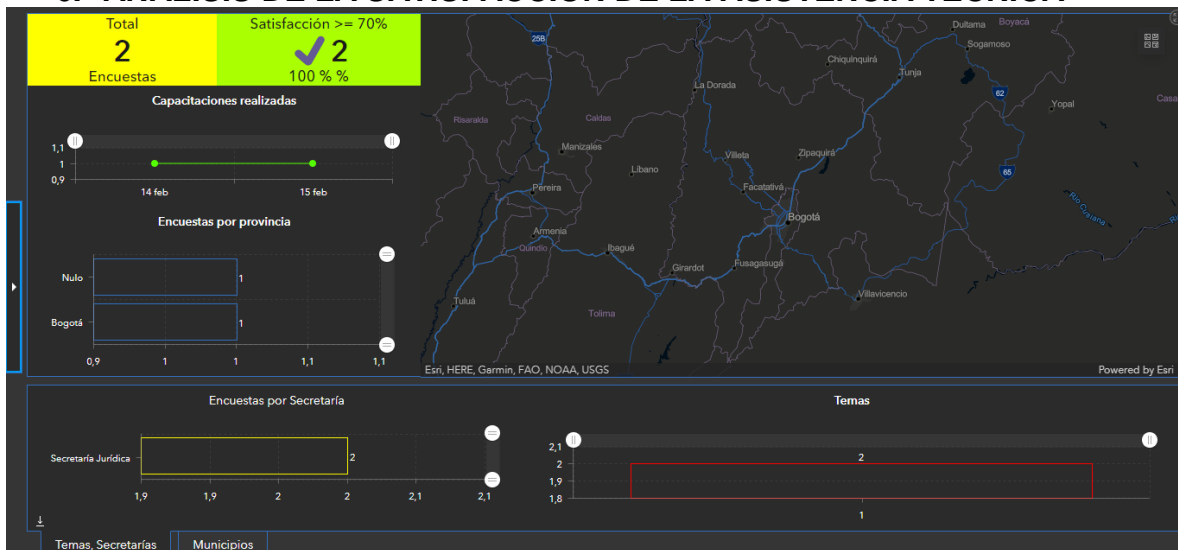 Total
2
Encuestas
Satisfacción >= 70%
2
100 % %
Capacitaciones realizadas
1,1
1
0,9
14 feb
15 feb
Encuestas por provincia
Nulo
1
Bogotá
1
0,9
1
1
1,1
1,1
25B
Duitama
Boyacá
Sogamoso
Chiquinquirá
Tunja
La Dorada
62
Yopal
Casa
Risaralda
Caldas
Manizales
Villeta
Zipaquirá
Líbano
65
Pereira
Facatativá
Río Cusiana
Bogotá
Armenia
Quindío
Ibagué
Fusagasugá
Girardot
Villavicencio
Tuluá
Tolima
Esri, HERE, Garmin, FAO, NOAA, USGS
Powered by Esri
Encuestas por Secretaría
Secretaría Jurídica
2
1,9
1,9
2
2
2,1
2,1
Temas
2,1
2
2
1,9
1,8
1
Temas, Secretarías
Municipios